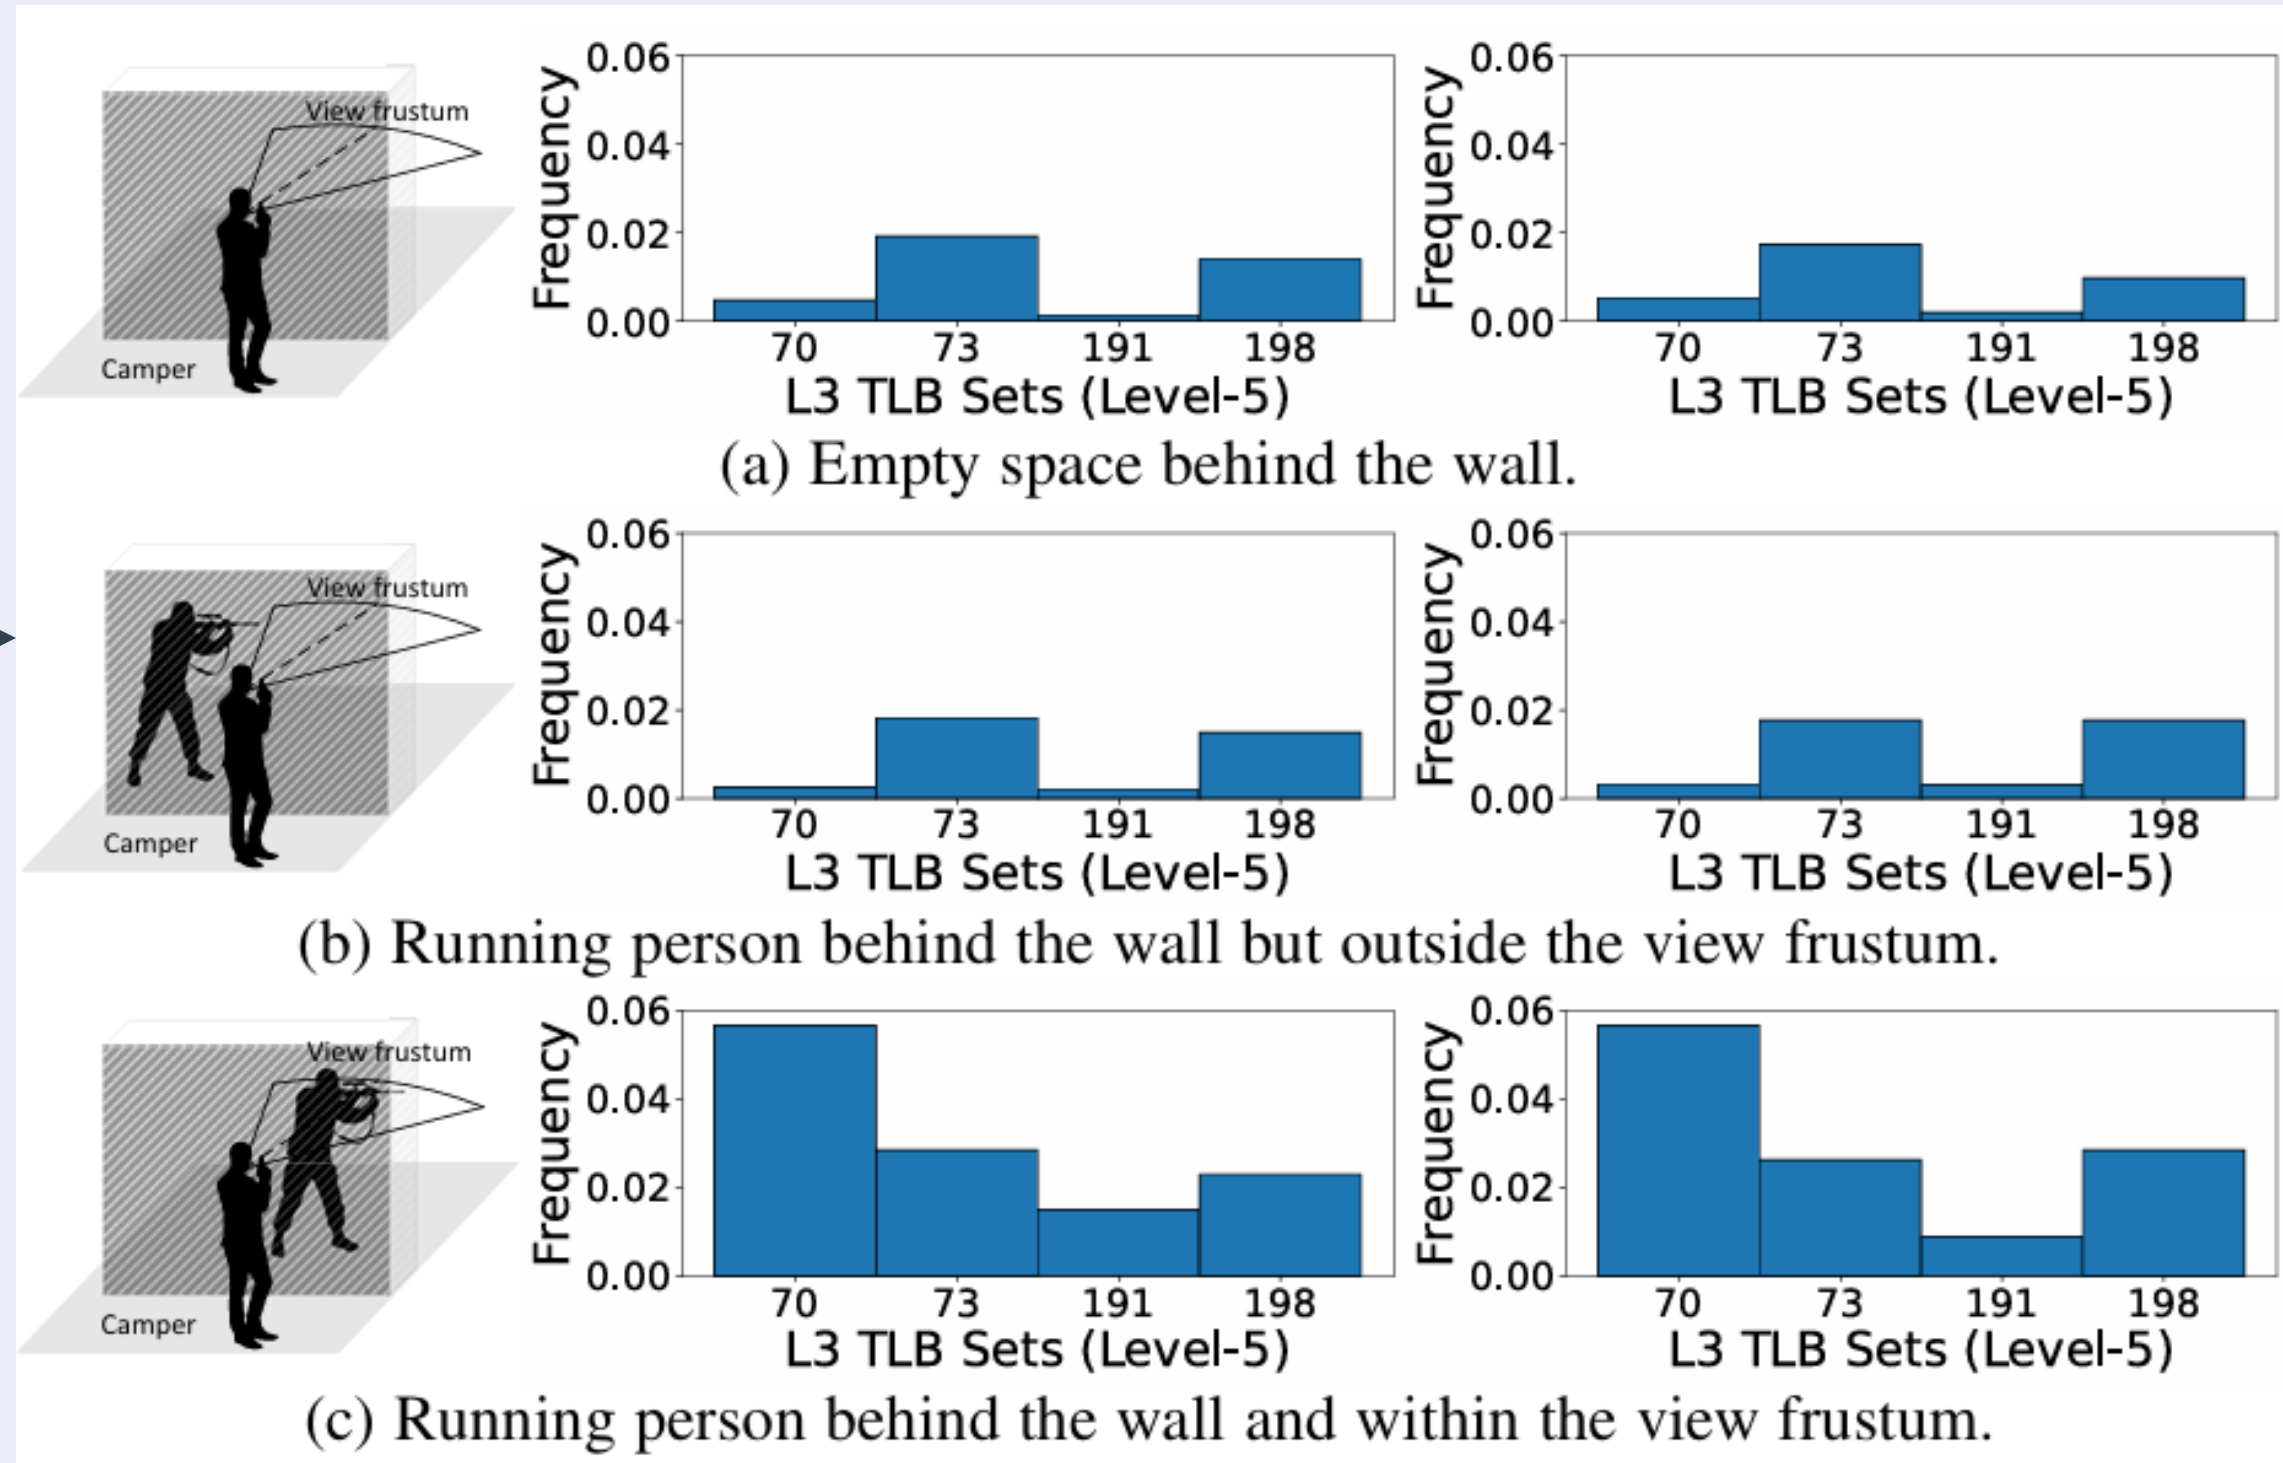 View frustum
Camper
Frequency
0.06
0.04
0.02
0.00
70 73 191 198
L3 TLB Sets (Level-5)
Frequency
0.06
0.04
0.02
0.00
70 73 191 198
L3 TLB Sets (Level-5)
(a) Empty space behind the wall.
View frustum
Camper
Frequency
0.06
0.04
0.02
0.00
70 73 191 198
L3 TLB Sets (Level-5)
Frequency
0.06
0.04
0.02
0.00
70 73 191 198
L3 TLB Sets (Level-5)
(b) Running person behind the wall but outside the view frustum.
View frustum
Camper
Frequency
0.06
0.04
0.02
0.00
70 73 191 198
L3 TLB Sets (Level-5)
Frequency
0.06
0.04
0.02
0.00
70 73 191 198
L3 TLB Sets (Level-5)
(c) Running person behind the wall and within the view frustum.